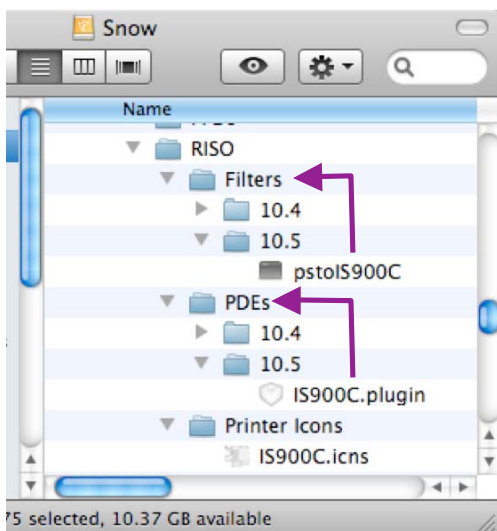 Snow
Name
RISO
Filters
10.4
10.5
pstoIS900C
PDEs
10.4
10.5
IS900C.plugin
Printer Icons
IS900C.icns
75 selected, 10.37 GB available